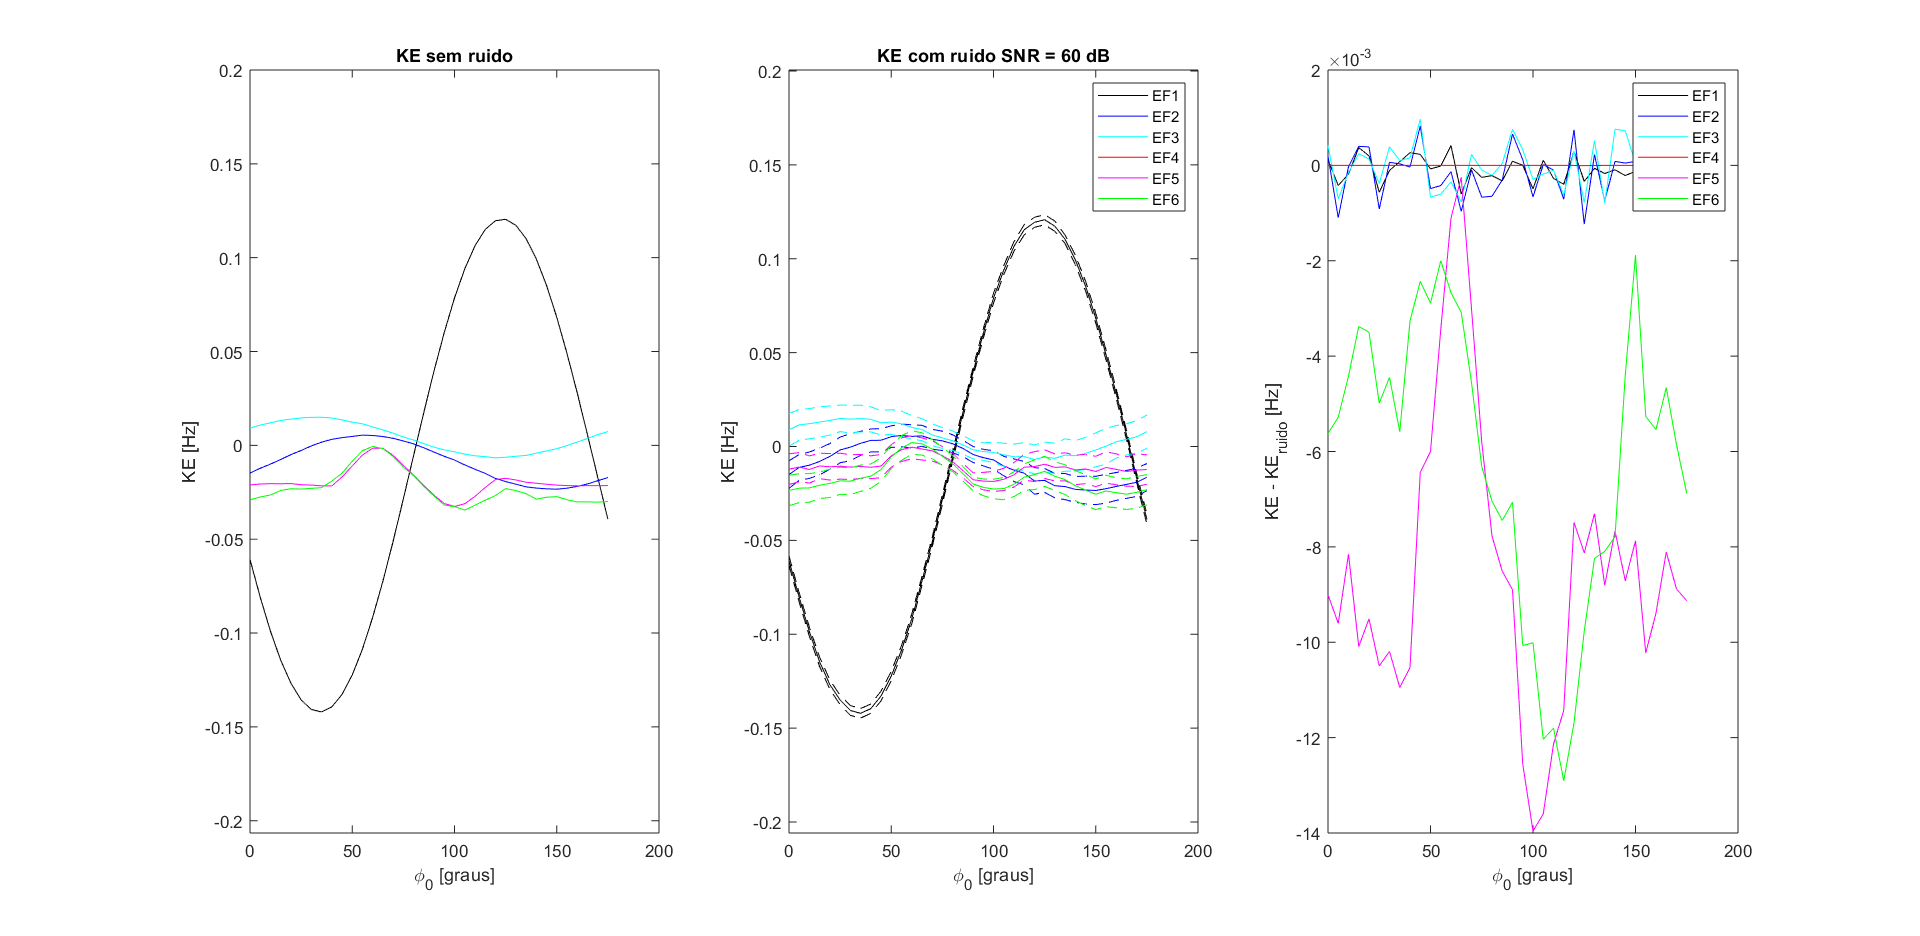 KE sem ruido
0.2
0.15
0.1
0.05
0
-0.05
-0.1
-0.15
-0.2
KE [Hz]
0 50 100 150 200
ϕ0 [graus]
KE com ruido SNR = 60 dB
0.2
0.15
0.1
0.05
0
-0.05
-0.1
-0.15
-0.2
KE [Hz]
0 50 100 150 200
ϕ0 [graus]
EF1
EF2
EF3
EF4
EF5
EF6
×10-3
2
0
-2
-4
-6
-8
-10
-12
-14
KE - KEruido [Hz]
0 50 100 150 200
ϕ0 [graus]
EF1
EF2
EF3
EF4
EF5
EF6